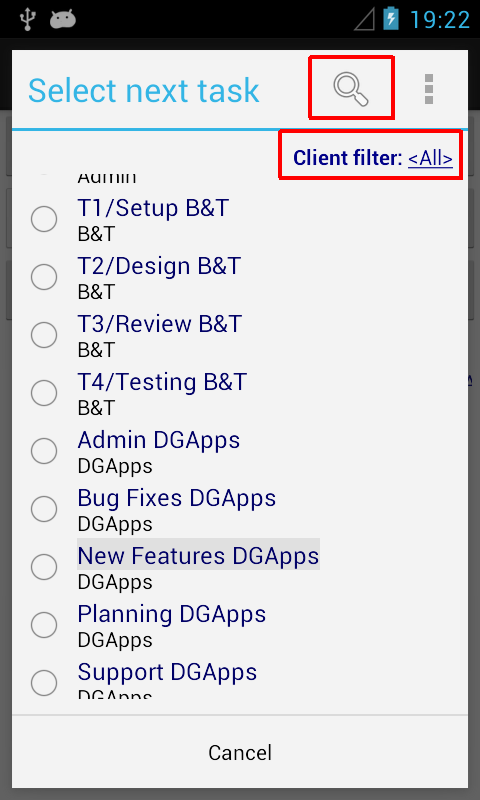 19:22
Select next task
Client filter: <All>
Admin
T1/Setup B&T
B&T
T2/Design B&T
B&T
T3/Review B&T
B&T
T4/Testing B&T
B&T
Admin DGApps
DGApps
Bug Fixes DGApps
DGApps
New Features DGApps
DGApps
Planning DGApps
DGApps
Support DGApps
DGApps
Cancel